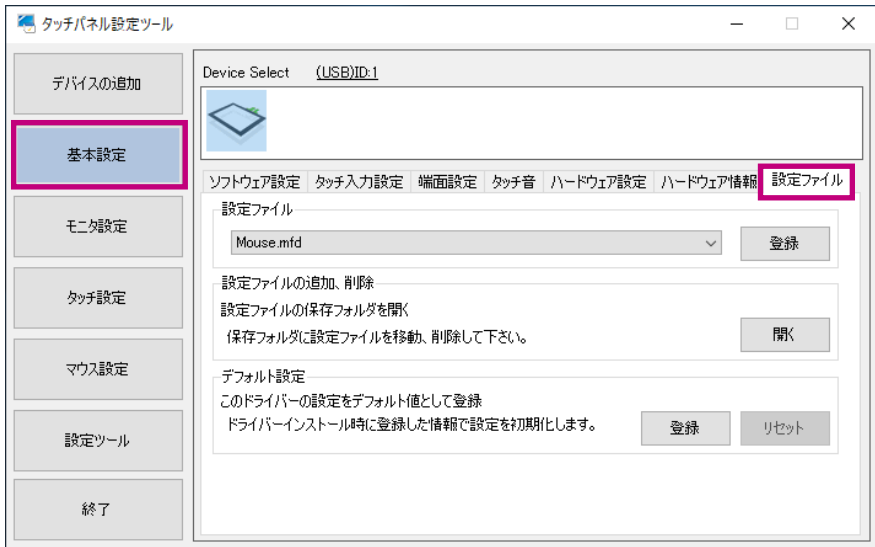 タッチパネル設定ツール
デバイスの追加
基本設定
モニタ設定
タッチ設定
マウス設定
設定ツール
終了
Device Select (USB)ID:1
ソフトウェア設定 タッチ入力設定 端面設定 タッチ音 ハードウェア設定 ハードウェア情報 設定ファイル
設定ファイル
Mouse.mfd 登録
設定ファイルの追加、削除
設定ファイルの保存フォルダを開く
保存フォルダに設定ファイルを移動、削除して下さい。 開く
デフォルト設定
このドライバーの設定をデフォルト値として登録
ドライバーインストール時に登録した情報で設定を初期化します。 登録 リセット